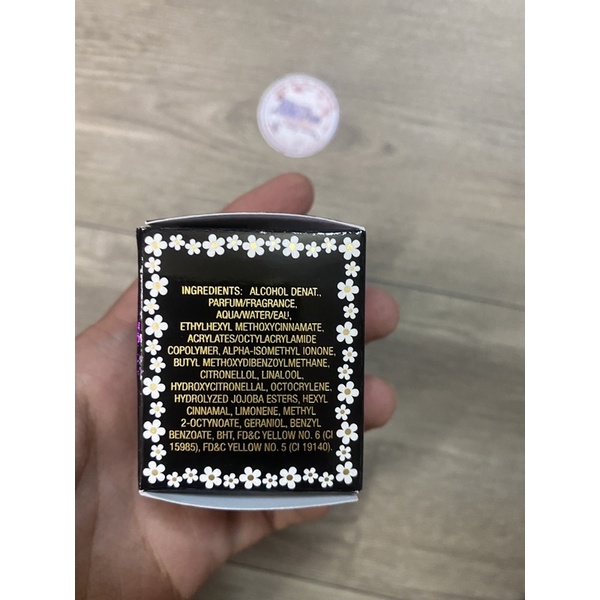 INGREDIENTS: ALCOHOL DENAT.,
PARFUM/FRAGRANCE,
AQUA/WATER/EAU,
ETHYLHEXYL METHOXYCINNAMATE,
ACRYLATES/OCTYLACRYLAMIDE
COPOLYMER, ALPHA-ISOMETHYL IONONE,
BUTYL METHOXYDIBENZOYLMETHANE,
CITRONELLOL, LINALOOL,
HYDROXYCITRONELLAL, OCTOCRYLENE,
HYDROLYZED JOJOBA ESTERS, HEXYL
CINNAMAL, LIMONENE, METHYL
2-OCTYNOATE, GERANIOL, BENZYL
BENZOATE, BHT, FD&C YELLOW NO. 6 (CI
15985), FD&C YELLOW NO. 5 (CI 19140).